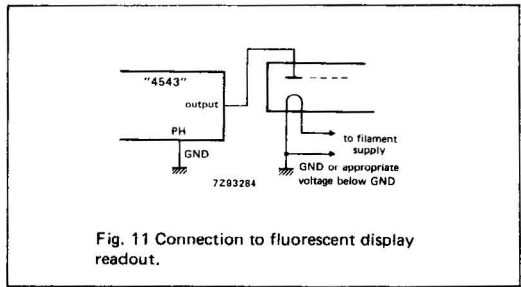 "4543"
output
PH
GND
7Z93284
to filament
supply
GND or appropriate
voltage below GND
Fig. 11 Connection to fluorescent display
readout.